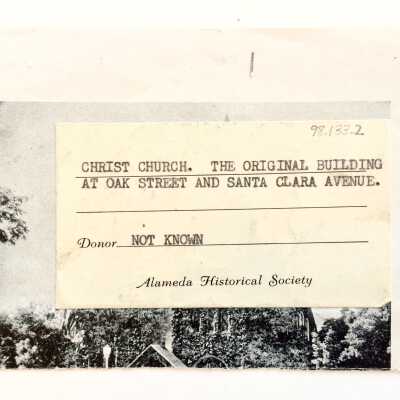 98.133.2
CHRIST CHURCH. THE ORIGINAL BUILDING
AT OAK STREET AND SANTA CLARA AVENUE.
Donor NOT KNOWN
Alameda Historical Society